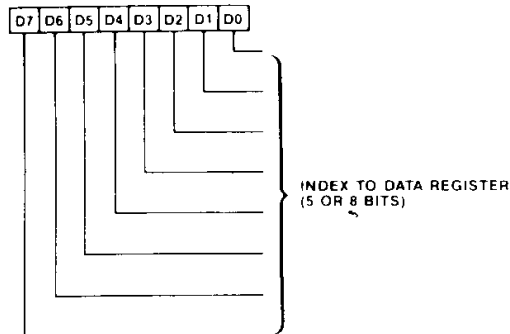 D7 D6 D5 D4 D3 D2 D1 D0
INDEX TO DATA REGISTER
(5 OR 8 BITS)